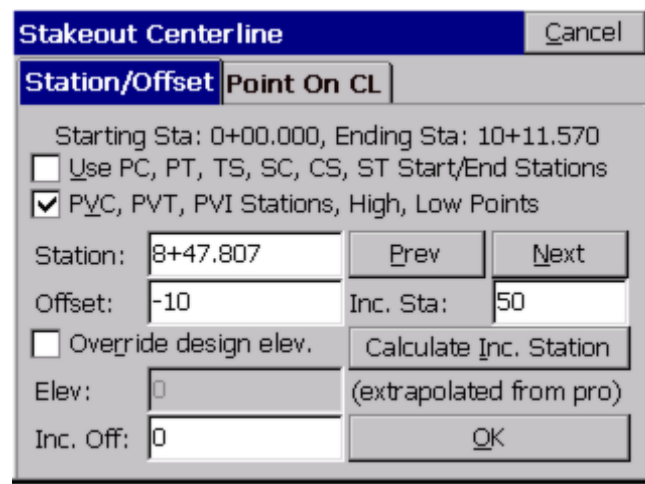 Stakeout Centerline Cancel
Station/Offset Point On CL
Starting Sta: 0+00.000, Ending Sta: 10+11.570
Use PC, PT, TS, SC, CS, ST Start/End Stations
PVC, PVT, PVI Stations, High, Low Points
Station: 8+47.807 Prev Next
Offset: -10 Inc. Sta: 50
Override design elev. Calculate Inc. Station
Elev: 0 (extrapolated from pro)
Inc. Off: 0 OK